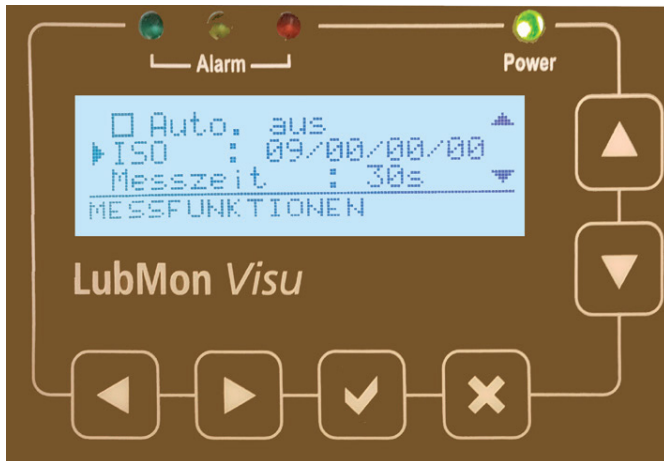 Alarm
Power
Auto. aus
ISO : 09/00/00/00
Messzeit : 30s
MESSFUNKTIONEN
LubMon Visu